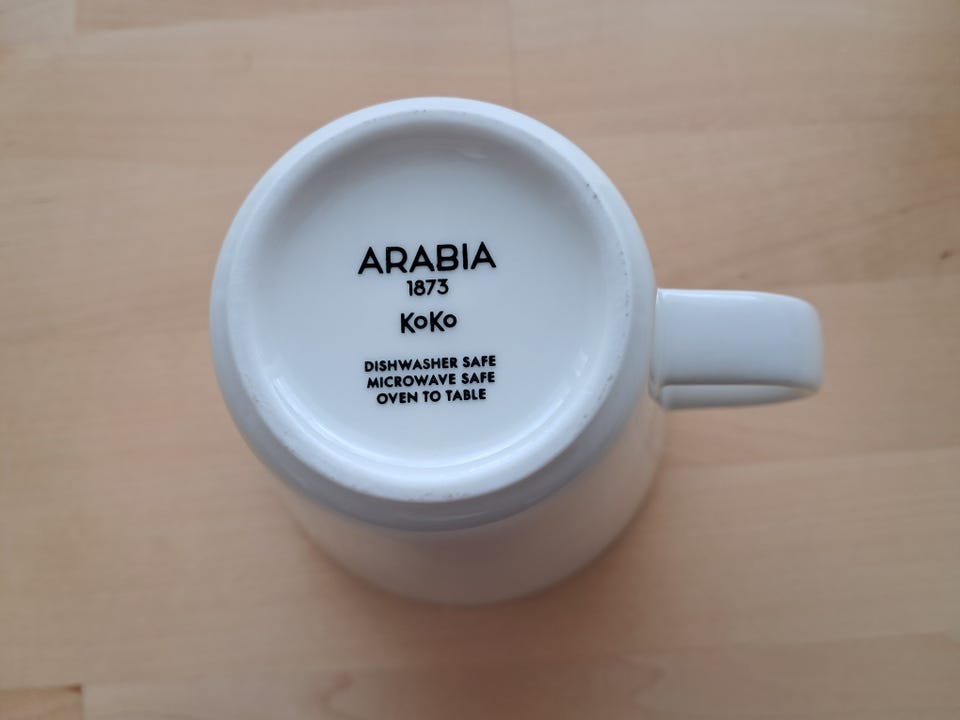 ARABIA
1873
KoKo
DISHWASHER SAFE
MICROWAVE SAFE
OVEN TO TABLE